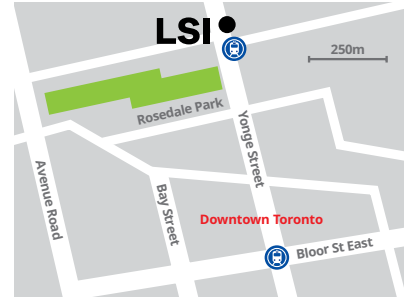 LSI
250m
Rosedale Park
Yonge Street
Avenue Road
Bay Street
Downtown Toronto
Bloor St East